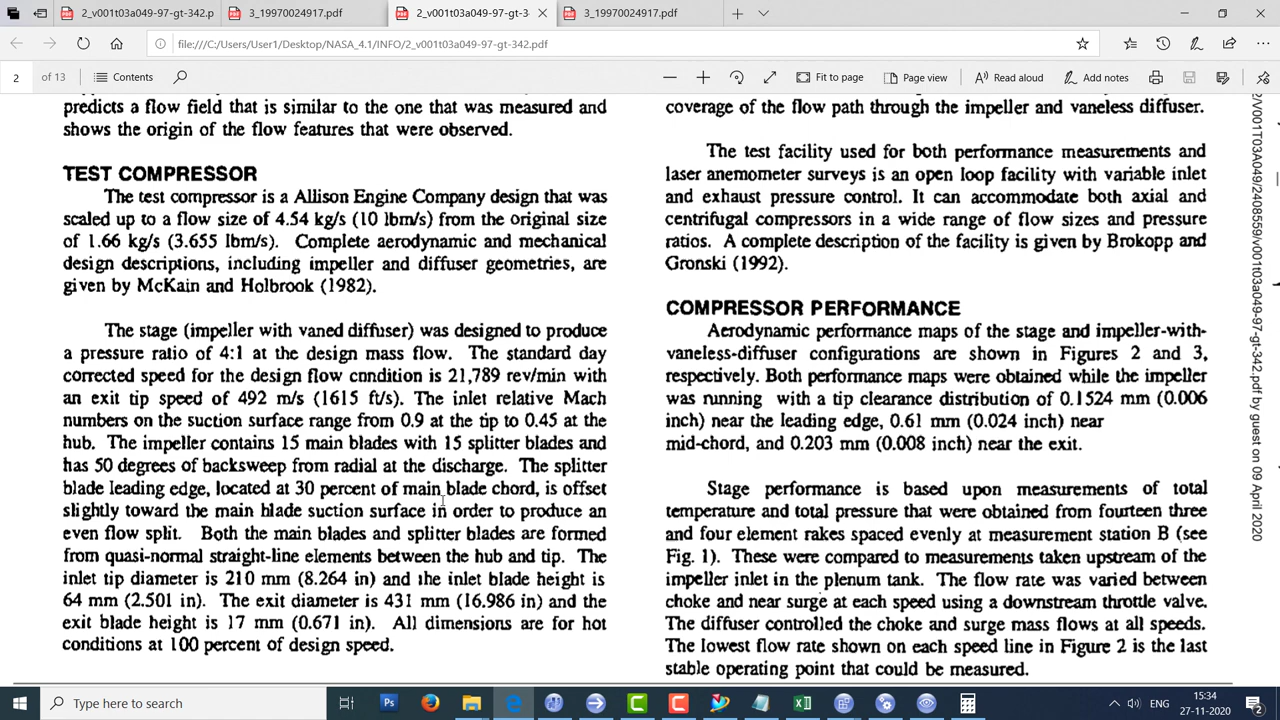 2_v001t03a049-97-gt-342.p
3_19970024917.pdf
2_v001t03a049-97-gt-3
3_19970024917.pdf
file:///C:/Users/User1/Desktop/NASA_4.1/INFO/2_v001t03a049-97-gt-342.pdf
2 of 13
Contents
Fit to page
Page view
Read aloud
Add notes
predicts a flow field that is similar to the one that was measured and
shows the origin of the flow features that were observed.
TEST COMPRESSOR
The test compressor is a Allison Engine Company design that was
scaled up to a flow size of 4.54 kg/s (10 lbm/s) from the original size
of 1.66 kg/s (3.655 lbm/s). Complete aerodynamic and mechanical
design descriptions, including impeller and diffuser geometries, are
given by McKain and Holbrook (1982).
The stage (impeller with vaned diffuser) was designed to produce
a pressure ratio of 4:1 at the design mass flow. The standard day
corrected speed for the design flow cnndition is 21,789 rev/min with
an exit tip speed of 492 m/s (1615 ft/s). The inlet relative Mach
numbers on the suction surface range from 0.9 at the tip to 0.45 at the
hub. The impeller contains 15 main blades with 15 splitter blades and
has 50 degrees of backsweep from radial at the discharge. The splitter
blade leading edge, located at 30 percent of main blade chord, is offset
slightly toward the main blade suction surface in order to produce an
even flow split. Both the main blades and splitter blades are formed
from quasi-normal straight-line elements between the hub and tip. The
inlet tip diameter is 210 mm (8.264 in) and the inlet blade height is
64 mm (2.501 in). The exit diameter is 431 mm (16.986 in) and the
exit blade height is 17 mm (0.671 in). All dimensions are for hot
conditions at 100 percent of design speed.
coverage of the flow path through the impeller and vaneless diffuser.
The test facility used for both performance measurements and
laser anemometer surveys is an open loop facility with variable inlet
and exhaust pressure control. It can accommodate both axial and
centrifugal compressors in a wide range of flow sizes and pressure
ratios. A complete description of the facility is given by Brokopp and
Gronski (1992).
COMPRESSOR PERFORMANCE
Aerodynamic performance maps of the stage and impeller-with-
vaneless-diffuser configurations are shown in Figures 2 and 3,
respectively. Both performance maps were obtained while the impeller
was running with a tip clearance distribution of 0.1524 mm (0.006
inch) near the leading edge, 0.61 mm (0.024 inch) near
mid-chord, and 0.203 mm (0.008 inch) near the exit.
Stage performance is based upon measurements of total
temperature and total pressure that were obtained from fourteen three
and four element rakes spaced evenly at measurement station B (see
Fig. 1). These were compared to measurements taken upstream of the
impeller inlet in the plenum tank. The flow rate was varied between
choke and near surge at each speed using a downstream throttle valve.
The diffuser controlled the choke and surge mass flows at all speeds.
The lowest flow rate shown on each speed line in Figure 2 is the last
stable operating point that could be measured.
2/V001T03A049/2408559/v001t03a049-97-gt-342.pdf by guest on 09 April 2020
Type here to search
ENG
15:34
27-11-2020
2